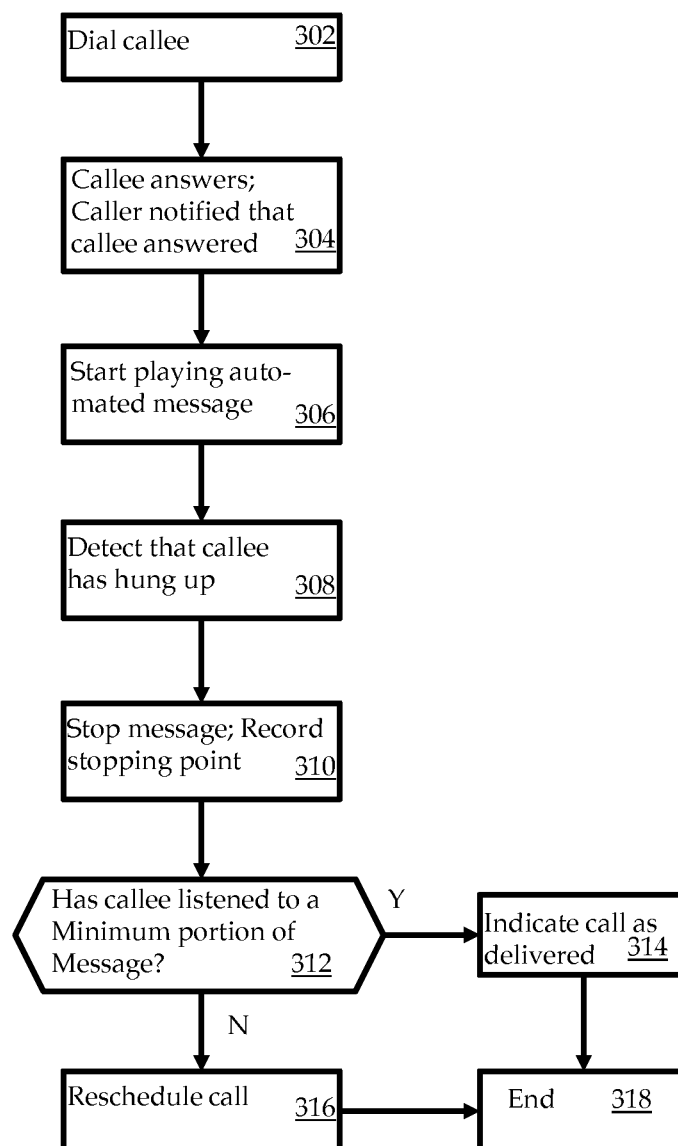 Dial callee 302
Callee answers;
Caller notified that
callee answered 304
Start playing auto-
mated message 306
Detect that callee
has hung up 308
Stop message; Record
stopping point 310
Has callee listened to a
Minimum portion of
Message? 312
Y
Indicate call as
delivered 314
N
Reschedule call 316
End 318